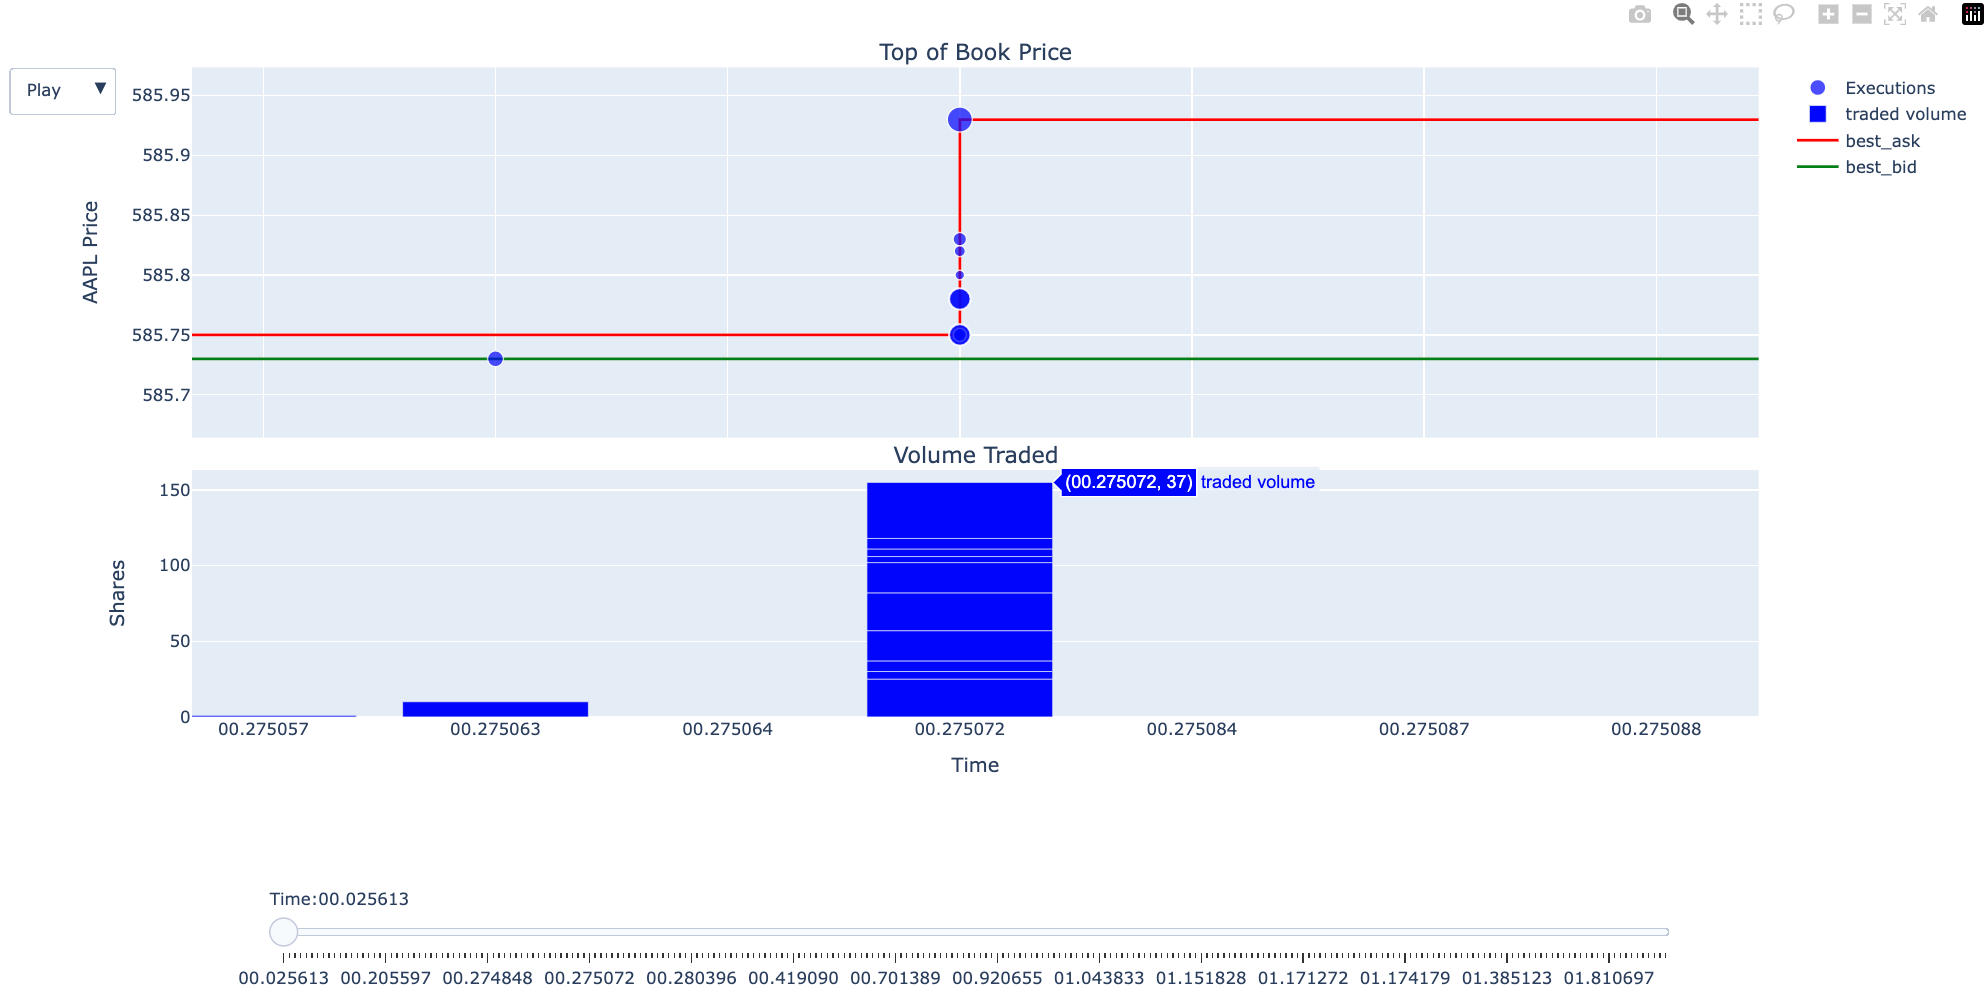 Top of Book Price
Play ▼
585.95
585.9
585.85
585.8
585.75
585.7
AAPL Price
Executions
traded volume
best_ask
best_bid
Volume Traded
(00.275072, 37) traded volume
150
100
50
0
Shares
00.275057 00.275063 00.275064 00.275072 00.275084 00.275087 00.275088
Time
Time:00.025613
00.025613 00.205597 00.274848 00.275072 00.280396 00.419090 00.701389 00.920655 01.043833 01.151828 01.171272 01.174179 01.385123 01.810697